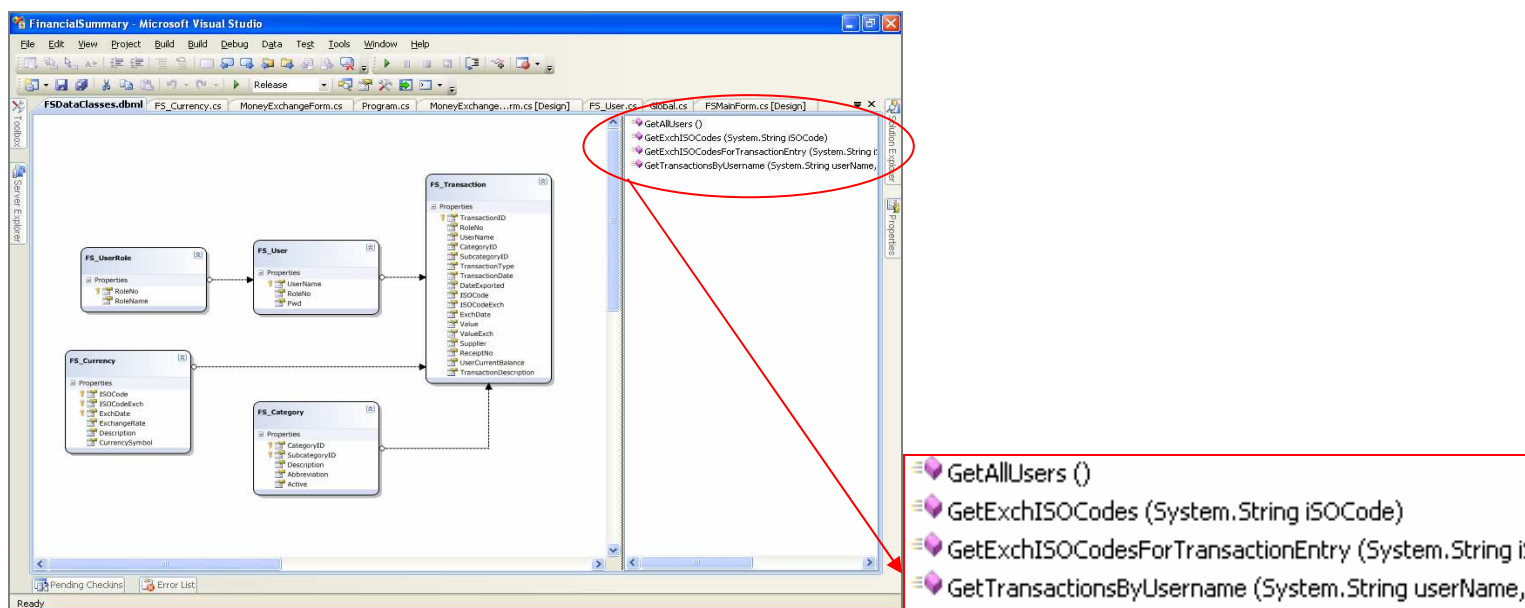 FinancialSummary - Microsoft Visual Studio
File Edit View Project Build Build Debug Data Test Tools Window Help
Release
FSDataClasses.dbml FS_Currency.cs MoneyExchangeForm.cs Program.cs MoneyExchange...rm.cs [Design] FS_User.cs Global.cs FSMainForm.cs [Design]
Toolbox
Server Explorer
Solution Explorer
Properties
GetAllUsers ()
GetExchISOCodes (System.String iSOCode)
GetExchISOCodesForTransactionEntry (System.String i
GetTransactionsByUsername (System.String userName,
FS_Transaction
Properties
TransactionID
RoleNo
UserName
CategoryID
SubcategoryID
TransactionType
TransactionDate
DateExported
ISOCode
ISOCodeExch
ExchDate
Value
ValueExch
Supplier
ReceiptNo
UserCurrentBalance
TransactionDescription
FS_UserRole
Properties
RoleNo
RoleName
FS_User
Properties
UserName
RoleNo
Pwd
FS_Currency
Properties
ISOCode
ISOCodeExch
ExchDate
ExchangeRate
Description
CurrencySymbol
FS_Category
Properties
CategoryID
SubcategoryID
Description
Abbreviation
Active
Pending Checkins Error List
Ready
GetAllUsers ()
GetExchISOCodes (System.String iSOCode)
GetExchISOCodesForTransactionEntry (System.String iS
GetTransactionsByUsername (System.String userName,